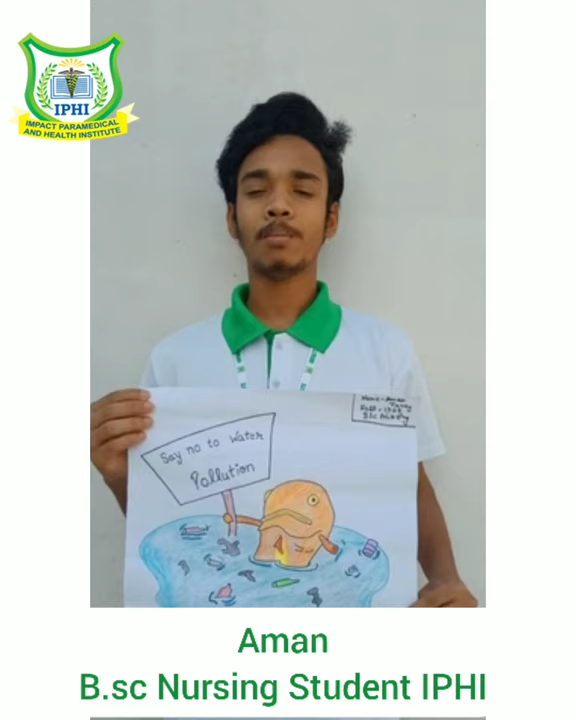 IPHI
IMPACT PARAMEDICAL
AND HEALTH INSTITUTE
Say no to Water
Pollution
Aman
B.sc Nursing Student IPHI